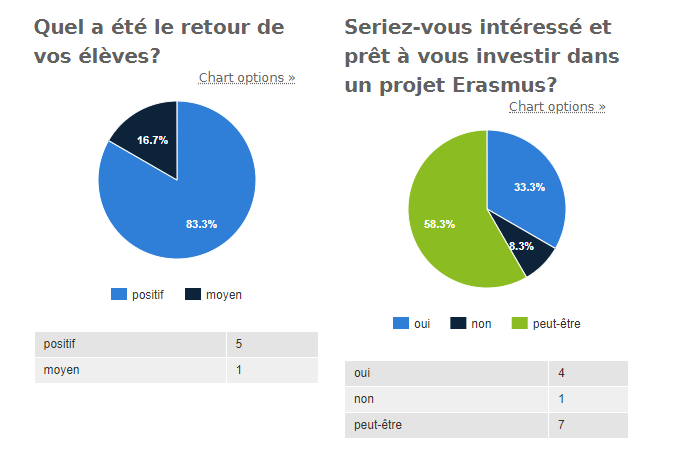 Quel a été le retour de
vos élèves?
Chart options »
16.7%
83.3%
positif moyen
positif 5
moyen 1
Seriez-vous intéressé et
prêt à vous investir dans
un projet Erasmus?
Chart options »
33.3%
58.3%
8.3%
oui non peut-être
oui 4
non 1
peut-être 7